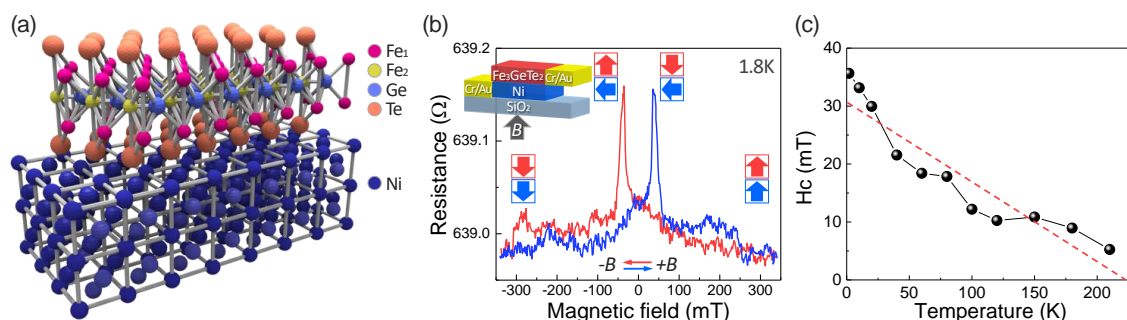 (a)
Fe1
Fe2
Ge
Te
Ni
(b)
639.2
639.1
639.0
Resistance (Ω)
1.8K
Fe3GeTe2
Cr/Au
Cr/Au
Ni
SiO2
B
-B +B
-300 -200 -100 0 100 200 300
Magnetic field (mT)
(c)
40
30
20
10
0
Hc (mT)
0 50 100 150 200
Temperature (K)